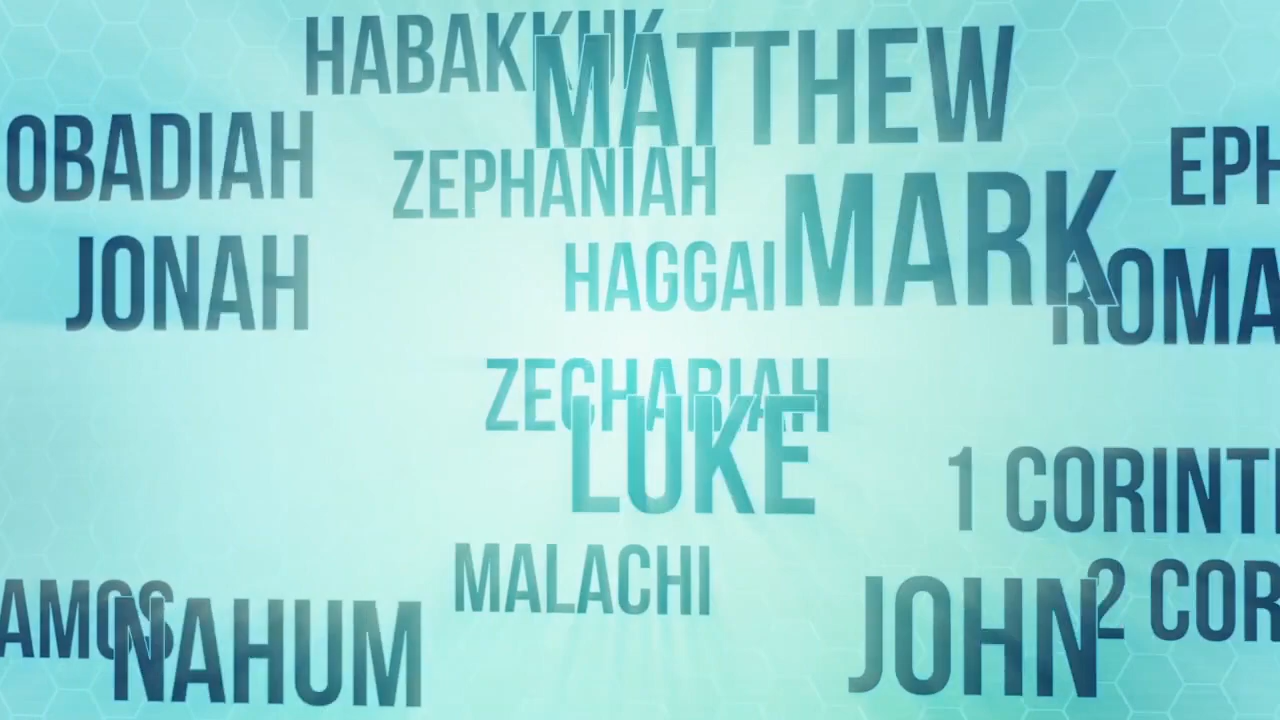 HABAKKUK
MATTHEW
OBADIAH
ZEPHANIAH
EPH
MARK
JONAH
HAGGAI
ROMA
ZECHARIAH
LUKE
1 CORINT
MALACHI
2 COR
JOHN
AMOS
NAHUM